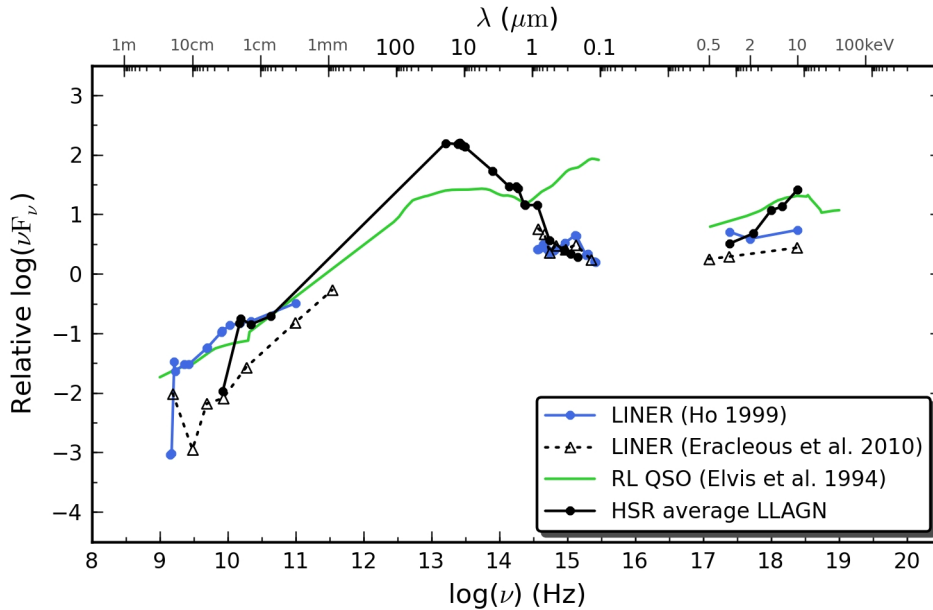 λ (μm)
1m 10cm 1cm 1mm 100 10 1 0.1 0.5 2 10 100keV
Relative log(νFν)
3
2
1
0
−1
−2
−3
−4
LINER (Ho 1999)
LINER (Eracleous et al. 2010)
RL QSO (Elvis et al. 1994)
HSR average LLAGN
8 9 10 11 12 13 14 15 16 17 18 19 20
log(ν) (Hz)